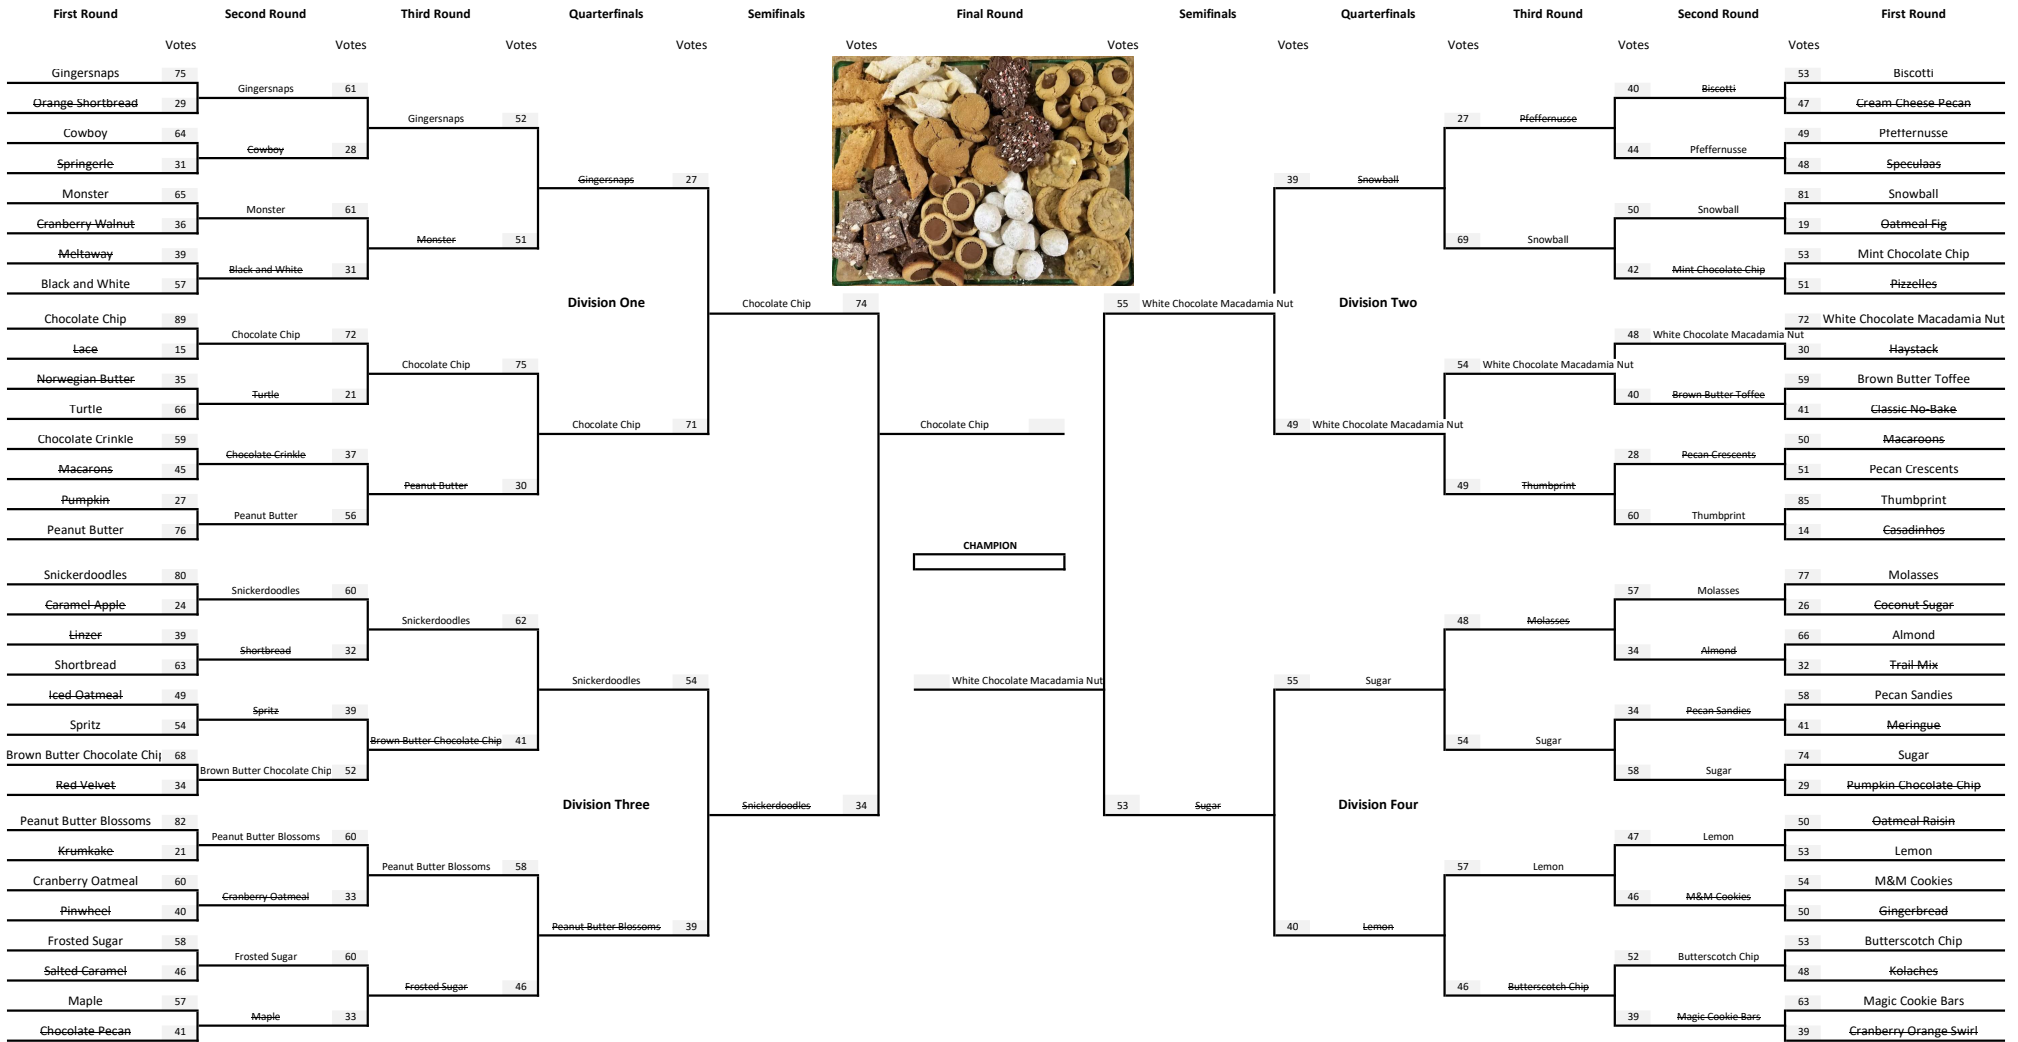 First Round Second Round Third Round Quarterfinals Semifinals Final Round Semifinals Quarterfinals Third Round Second Round First Round
Votes Votes Votes Votes Votes Votes Votes Votes Votes Votes
Gingersnaps 75 53 Biscotti
Gingersnaps 61 40 Biscotti
Orange Shortbread 29 47 Cream Cheese Pecan
Gingersnaps 52 27 Pfeffernusse
Cowboy 64 49 Pfeffernusse
Cowboy 28 44 Pfeffernusse
Springerle 31 48 Speculaas
Gingersnaps 27 39 Snowball
Monster 65 81 Snowball
Monster 61 50 Snowball
Cranberry Walnut 36 19 Oatmeal Fig
Monster 51 69 Snowball
Meltaway 39 53 Mint Chocolate Chip
Black and White 31 42 Mint Chocolate Chip
Black and White 57 51 Pizzelles
Division One Chocolate Chip 74 55 White Chocolate Macadamia Nut Division Two
Chocolate Chip 89 72 White Chocolate Macadamia Nut
Chocolate Chip 72 48 White Chocolate Macadamia Nut
Lace 15 30 Haystack
Chocolate Chip 75 54 White Chocolate Macadamia Nut
Norwegian Butter 35 59 Brown Butter Toffee
Turtle 21 40 Brown Butter Toffee
Turtle 66 41 Classic No-Bake
Chocolate Chip 71 Chocolate Chip 49 White Chocolate Macadamia Nut
Chocolate Crinkle 59 50 Macaroons
Chocolate Crinkle 37 28 Pecan Crescents
Macarons 45 51 Pecan Crescents
Peanut Butter 30 49 Thumbprint
Pumpkin 27 85 Thumbprint
Peanut Butter 56 60 Thumbprint
Peanut Butter 76 14 Casadinhos
CHAMPION
Snickerdoodles 80 77 Molasses
Snickerdoodles 60 57 Molasses
Caramel Apple 24 26 Coconut Sugar
Snickerdoodles 62 48 Molasses
Linzer 39 66 Almond
Shortbread 32 34 Almond
Shortbread 63 32 Trail Mix
Snickerdoodles 54 White Chocolate Macadamia Nut 55 Sugar
Iced Oatmeal 49 58 Pecan Sandies
Spritz 39 34 Pecan Sandies
Spritz 54 41 Meringue
Brown Butter Chocolate Chip 41 54 Sugar
Brown Butter Chocolate Chip 68 74 Sugar
Brown Butter Chocolate Chip 52 58 Sugar
Red Velvet 34 29 Pumpkin Chocolate Chip
Division Three Snickerdoodles 34 53 Sugar Division Four
Peanut Butter Blossoms 82 50 Oatmeal Raisin
Peanut Butter Blossoms 60 47 Lemon
Krumkake 21 53 Lemon
Peanut Butter Blossoms 58 57 Lemon
Cranberry Oatmeal 60 54 M&M Cookies
Cranberry Oatmeal 33 46 M&M Cookies
Pinwheel 40 50 Gingerbread
Peanut Butter Blossoms 39 40 Lemon
Frosted Sugar 58 53 Butterscotch Chip
Frosted Sugar 60 52 Butterscotch Chip
Salted Caramel 46 48 Kolaches
Frosted Sugar 46 46 Butterscotch Chip
Maple 57 63 Magic Cookie Bars
Maple 33 39 Magic Cookie Bars
Chocolate Pecan 41 39 Cranberry Orange Swirl